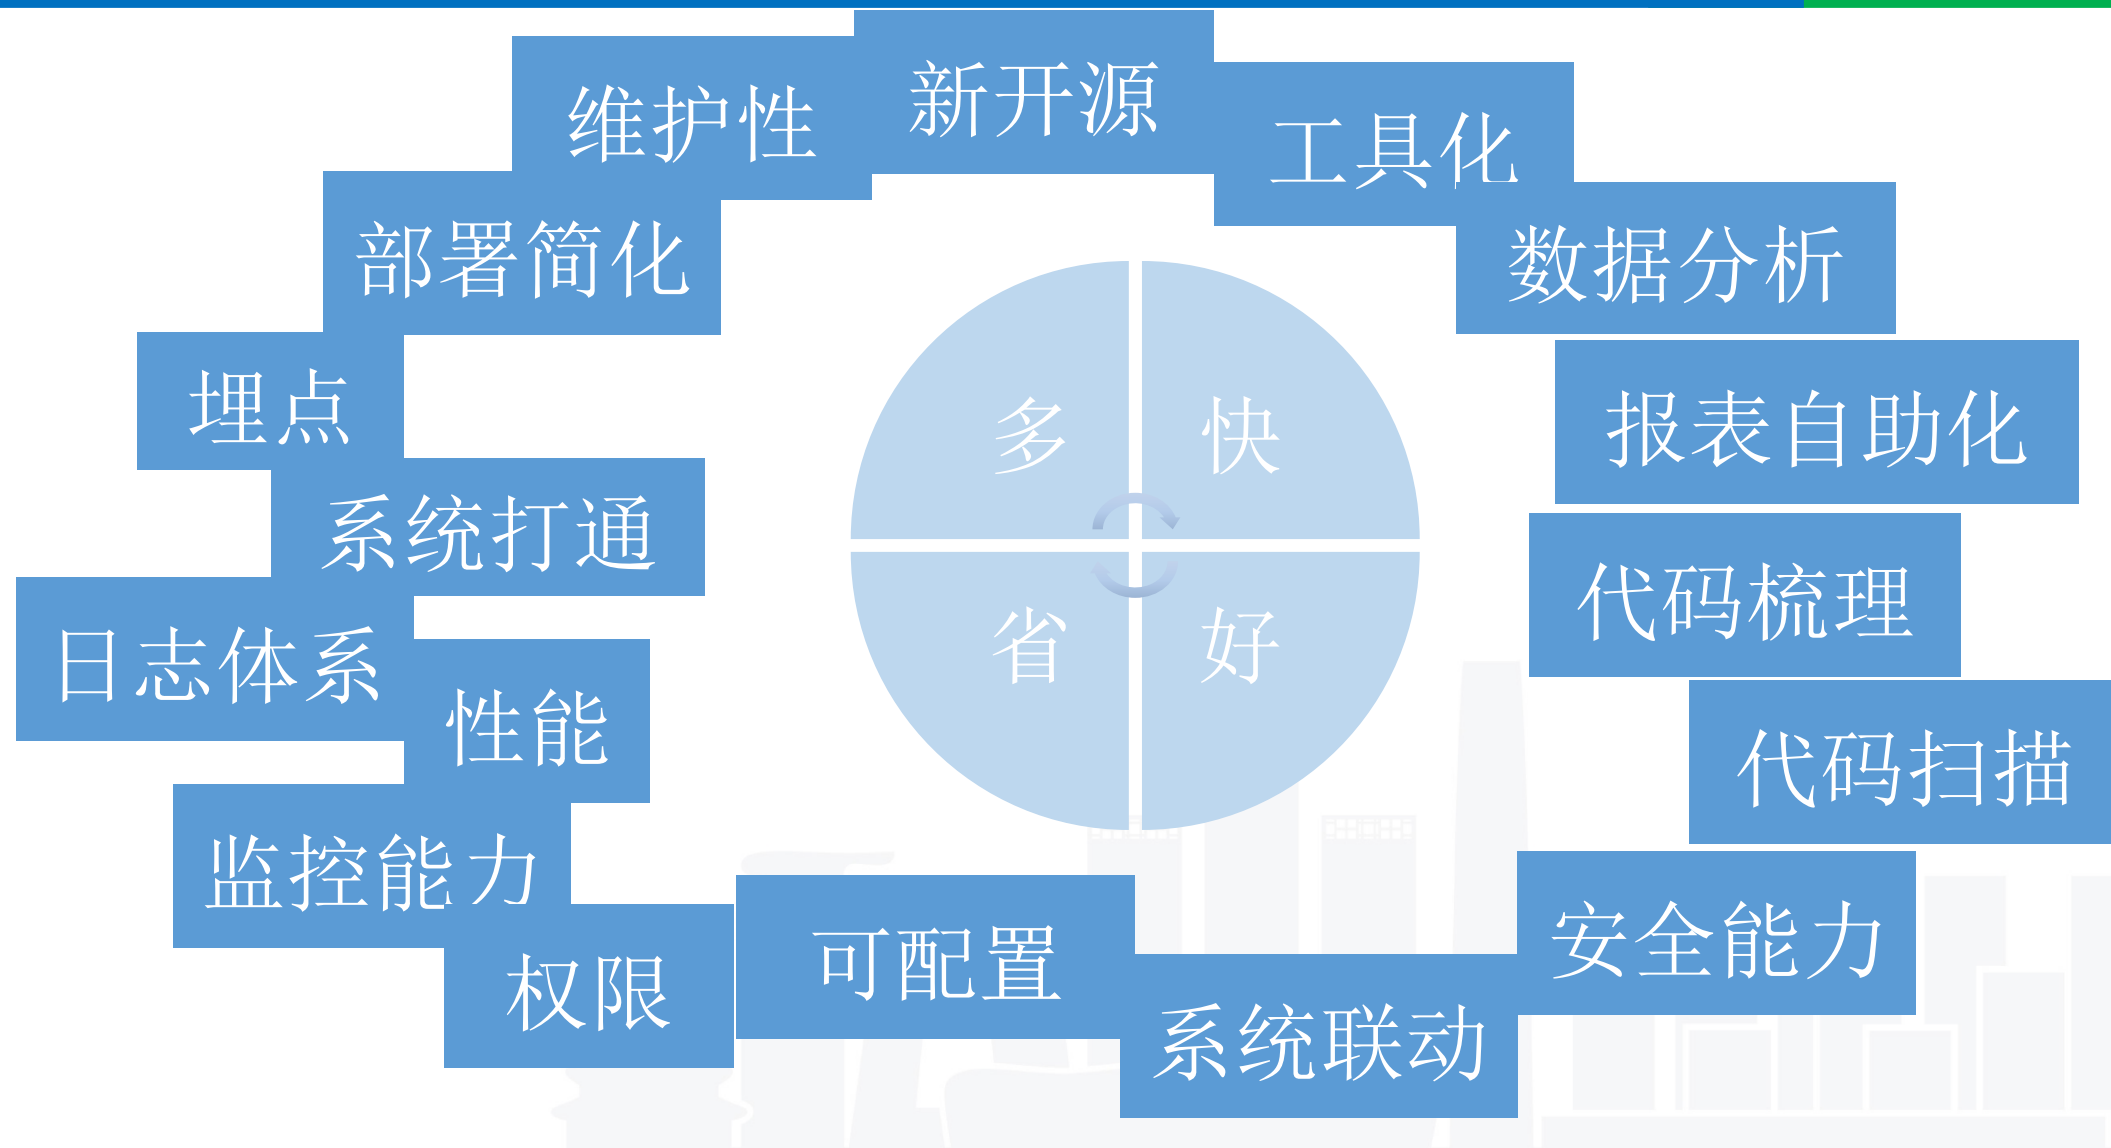 新开源
维护性
工具化
部署简化
数据分析
埋点
报表自助化
多
快
系统打通
代码梳理
日志体系
省
好
性能
代码扫描
监控能力
安全能力
可配置
权限
系统联动